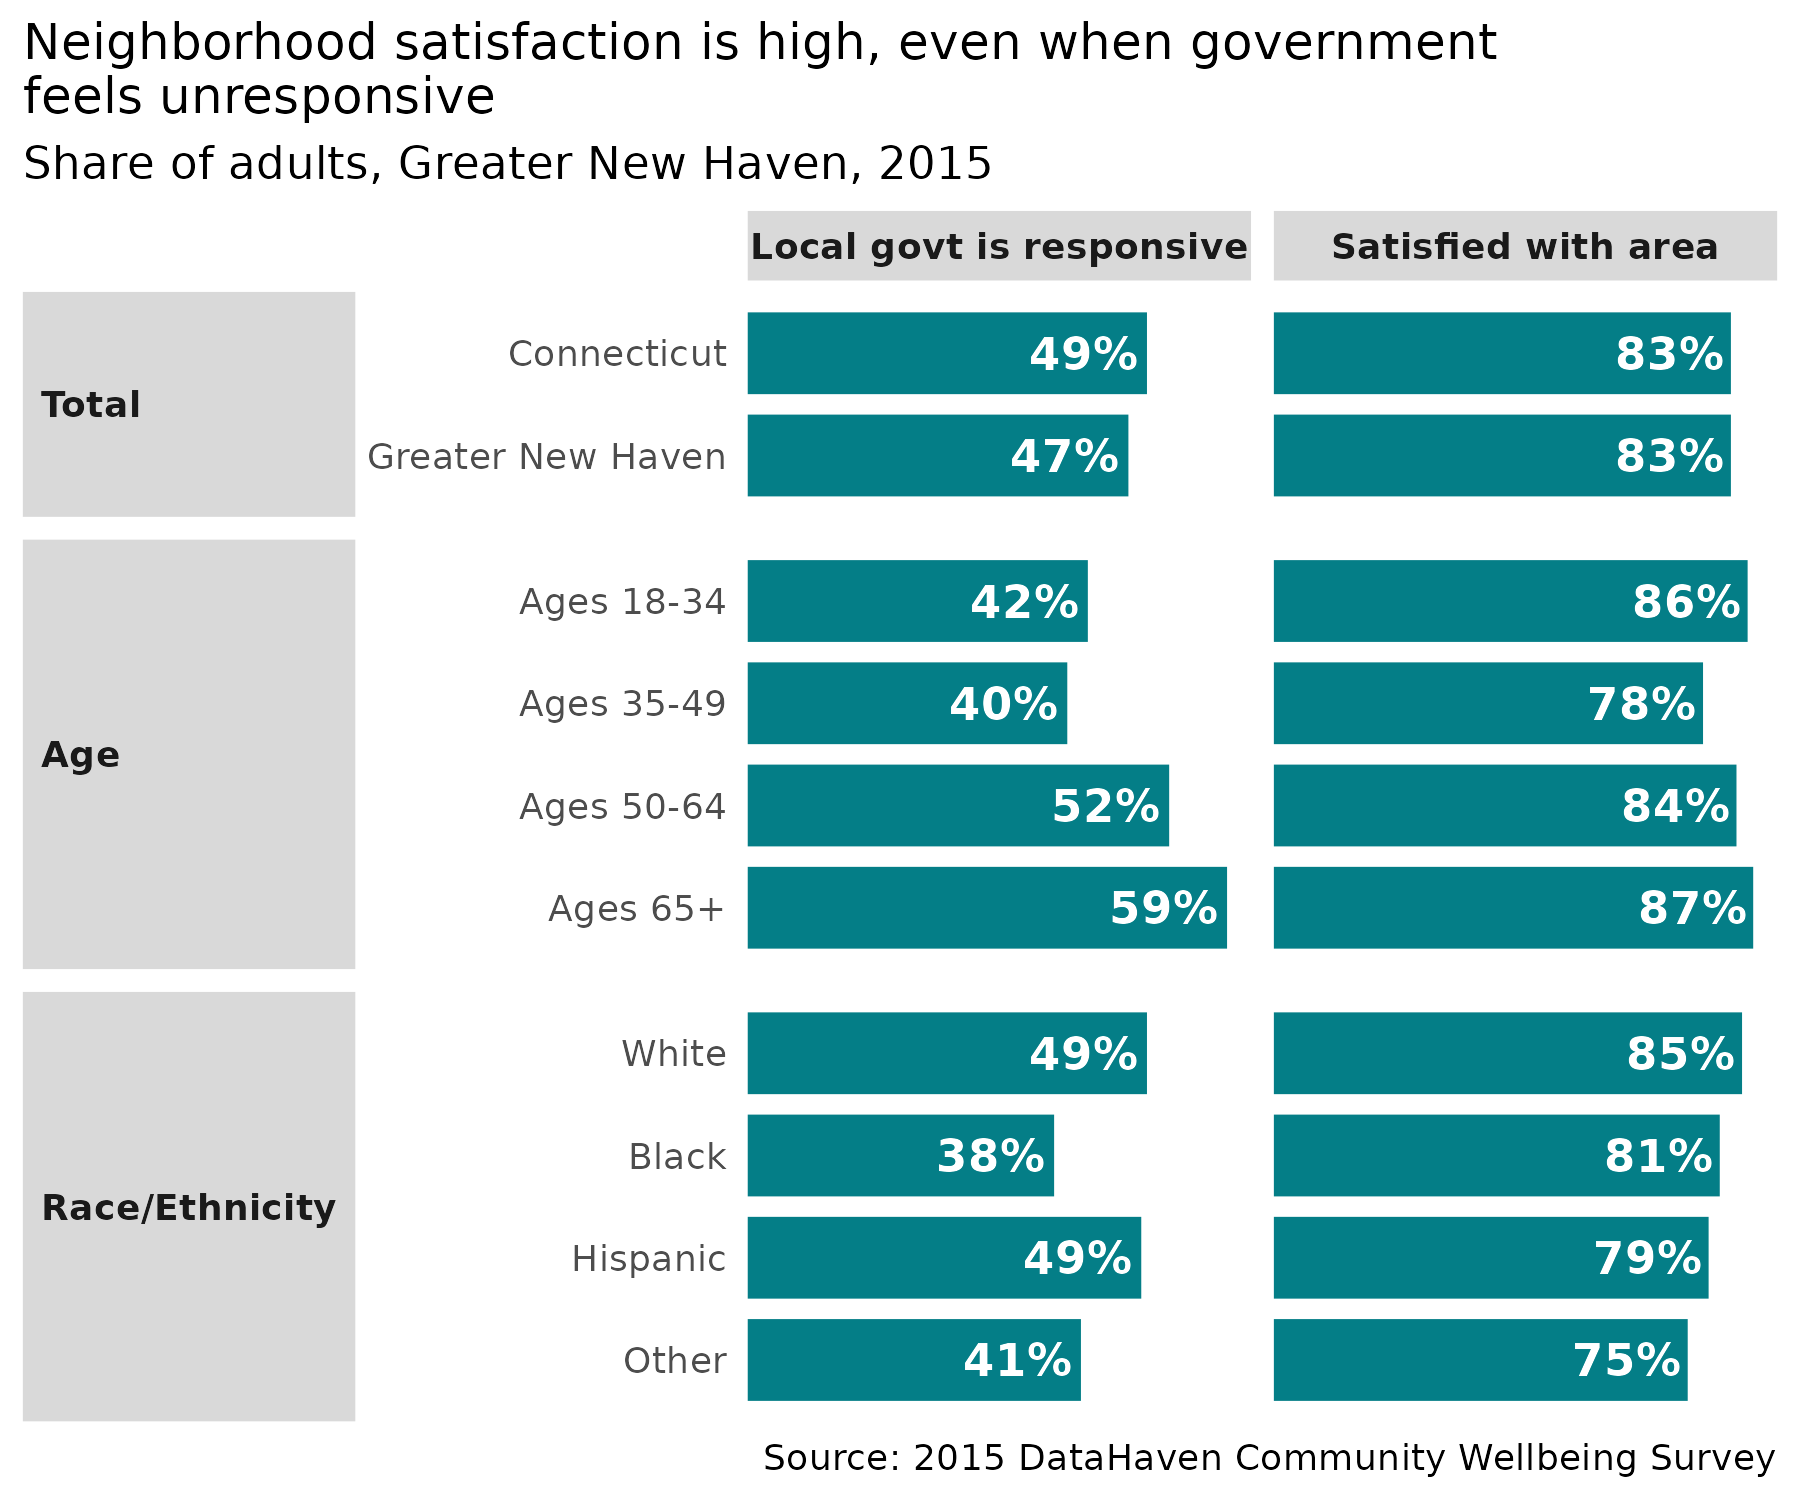 Neighborhood satisfaction is high, even when government
feels unresponsive
Share of adults, Greater New Haven, 2015
Local govt is responsive
Satisfied with area
Total
Connecticut 49% 83%
Greater New Haven 47% 83%
Age
Ages 18-34 42% 86%
Ages 35-49 40% 78%
Ages 50-64 52% 84%
Ages 65+ 59% 87%
Race/Ethnicity
White 49% 85%
Black 38% 81%
Hispanic 49% 79%
Other 41% 75%
Source: 2015 DataHaven Community Wellbeing Survey